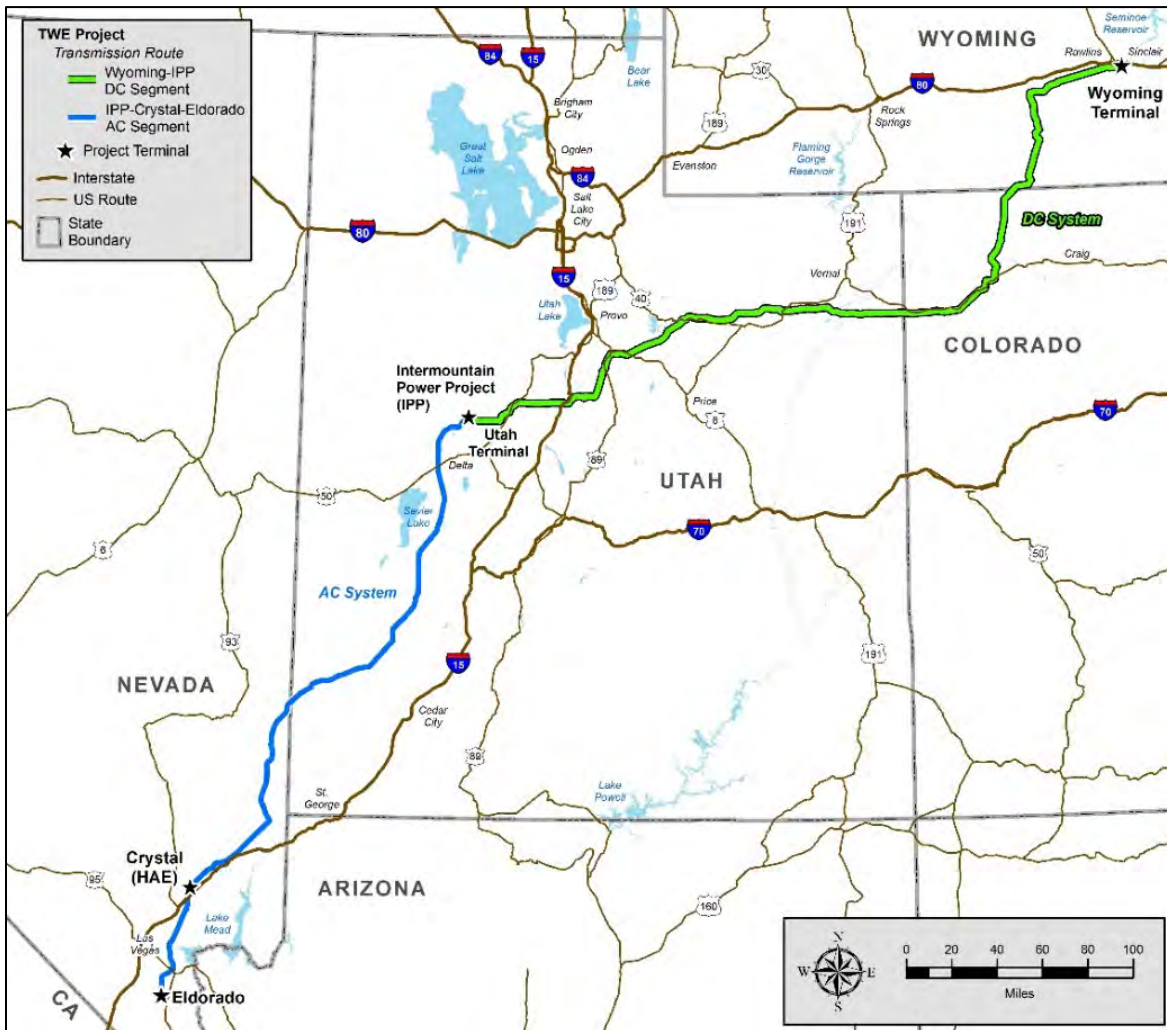 TWE Project
Transmission Route
Wyoming-IPP
DC Segment
IPP-Crystal-Eldorado
AC Segment
Project Terminal
Interstate
US Route
State
Boundary
84
15
Bear
Lake
30
WYOMING
Seminoe
Reservoir
Rawlins
Sinclair
Wyoming
Terminal
Brigham
City
189
80
Rock
Springs
Great
Salt
Lake
Ogden
84
Evanston
Flaming
Gorge
Reservoir
Salt
Lake
City
80
191
DC System
15
Craig
Vernal
189
40
Utah
Lake
Provo
COLORADO
Intermountain
Power Project
(IPP)
Utah
Terminal
Price
6
70
Delta
89
UTAH
50
Sevier
Lake
70
50
6
AC System
93
15
191
NEVADA
Cedar
City
89
Lake
Powell
St.
George
Crystal
(HAE)
ARIZONA
95
160
Lake
Mead
Las
Vegas
CA
Eldorado
N
W
E
S
0 20 40 60 80 100
Miles